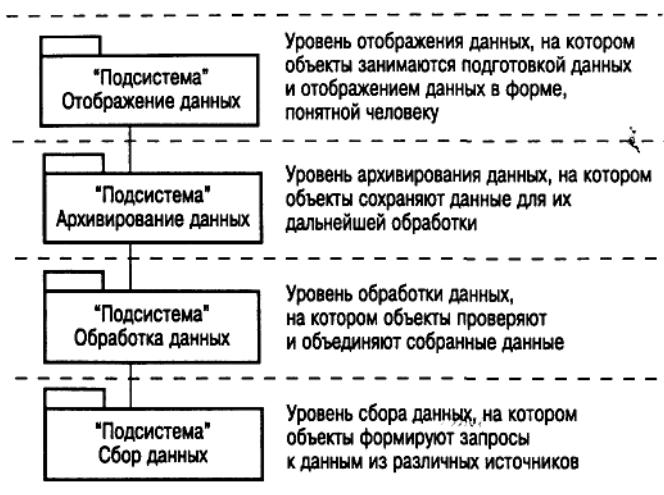 "Подсистема"
Отображение данных
Уровень отображения данных, на котором
объекты занимаются подготовкой данных
и отображением данных в форме,
понятной человеку
"Подсистема"
Архивирование данных
Уровень архивирования данных, на котором
объекты сохраняют данные для их
дальнейшей обработки
"Подсистема"
Обработка данных
Уровень обработки данных,
на котором объекты проверяют
и объединяют собранные данные
"Подсистема"
Сбор данных
Уровень сбора данных, на котором
объекты формируют запросы
к данным из различных источников